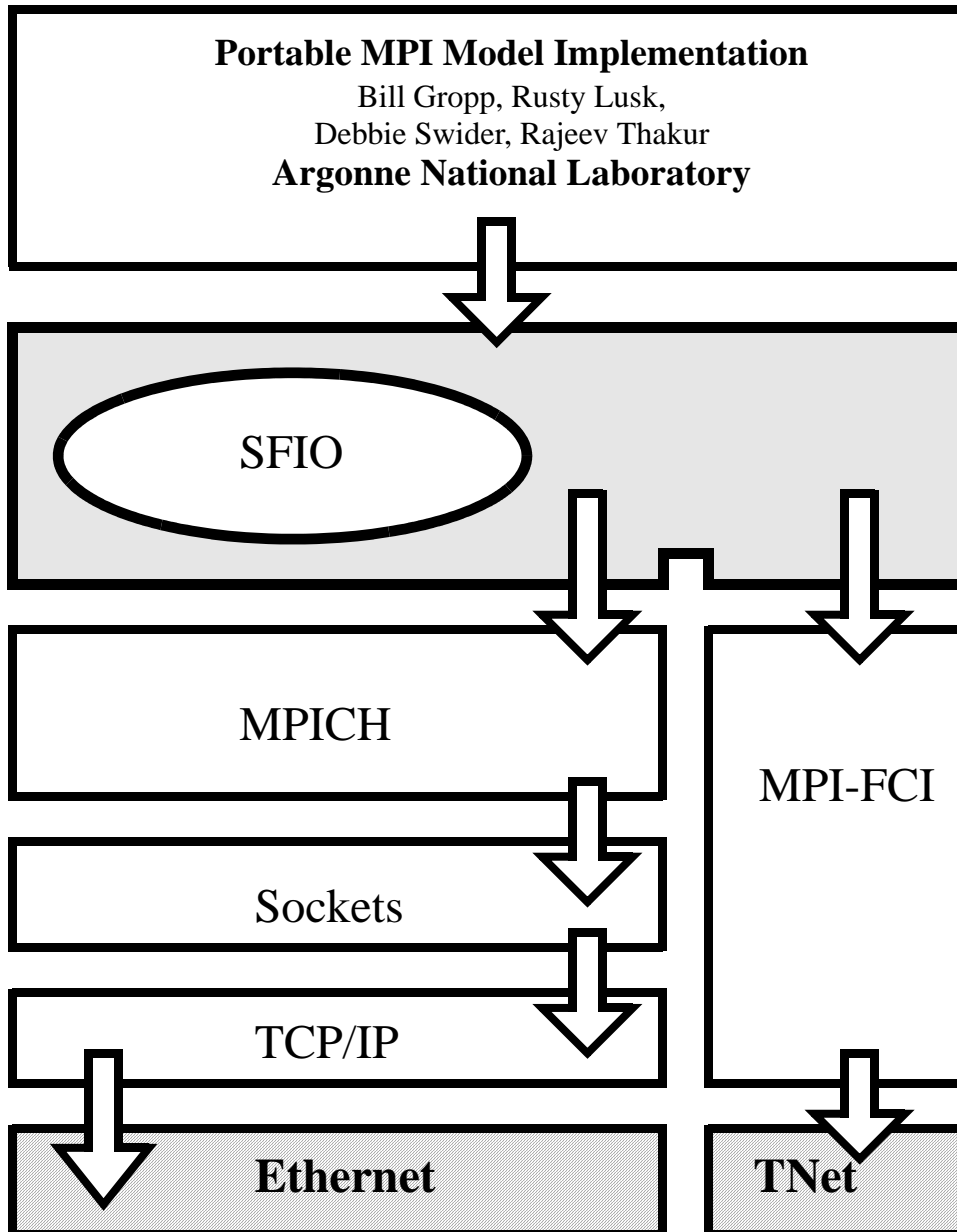 Portable MPI Model Implementation
Bill Gropp, Rusty Lusk,
Debbie Swider, Rajeev Thakur
Argonne National Laboratory
SFIO
MPICH
MPI-FCI
Sockets
TCP/IP
Ethernet
TNet